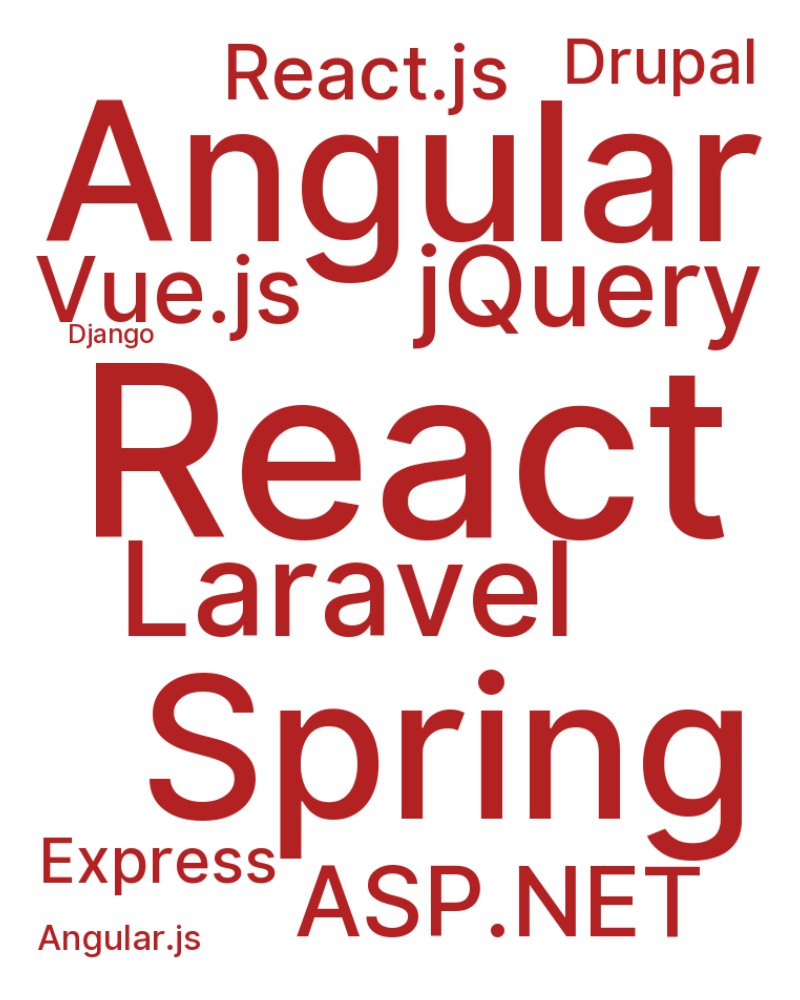 React.js
Drupal
Angular
Vue.js
jQuery
Django
React
Laravel
Spring
Express
ASP.NET
Angular.js